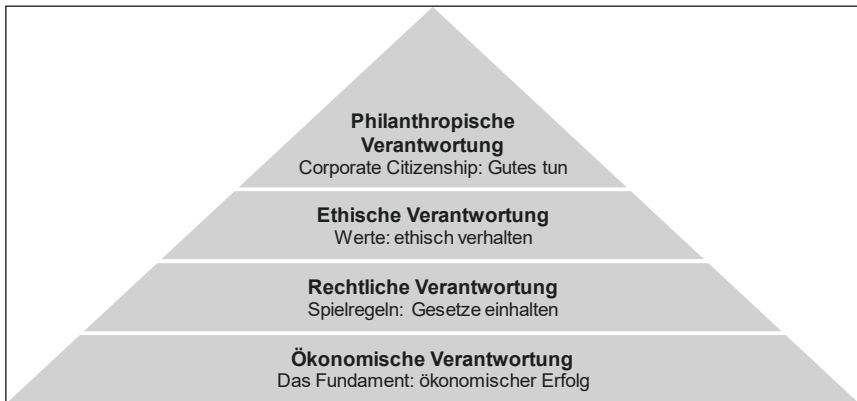 Philanthropische
Verantwortung
Corporate Citizenship: Gutes tun
Ethische Verantwortung
Werte: ethisch verhalten
Rechtliche Verantwortung
Spielregeln: Gesetze einhalten
Ökonomische Verantwortung
Das Fundament: ökonomischer Erfolg